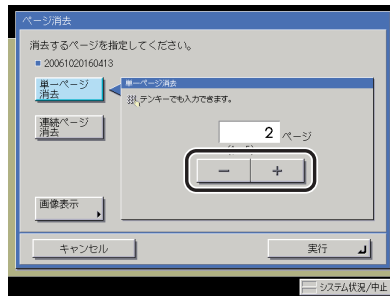 ページ消去
消去するページを指定してください。
20061020160413
単一ページ
消去
単一ページ消去
テンキーでも入力できます。
連続ページ
消去
2 ページ
－ ＋
画像表示
キャンセル
実行
システム状況/中止